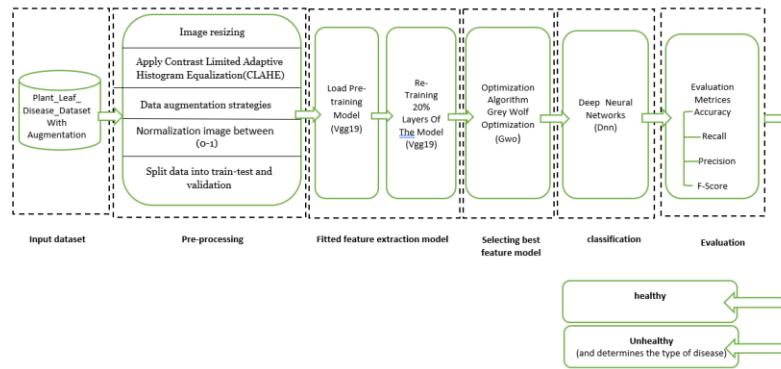 Plant_Leaf_
Disease_Dataset
With
Augmentation
Input dataset
Image resizing
Apply Contrast Limited Adaptive
Histogram Equalization(CLAHE)
Data augmentation strategies
Normalization image between
(0-1)
Split data into train-test and
validation
Pre-processing
Load Pre-
training
Model
(Vgg19)
Re-
Training
20%
Layers Of
The Model
(Vgg19)
Fitted feature extraction model
Optimization
Algorithm
Grey Wolf
Optimization
(Gwo)
Selecting best
feature model
Deep Neural
Networks
(Dnn)
classification
Evaluation
Metrices
Accuracy
Recall
Precision
F-Score
Evaluation
healthy
Unhealthy
(and determines the type of disease)